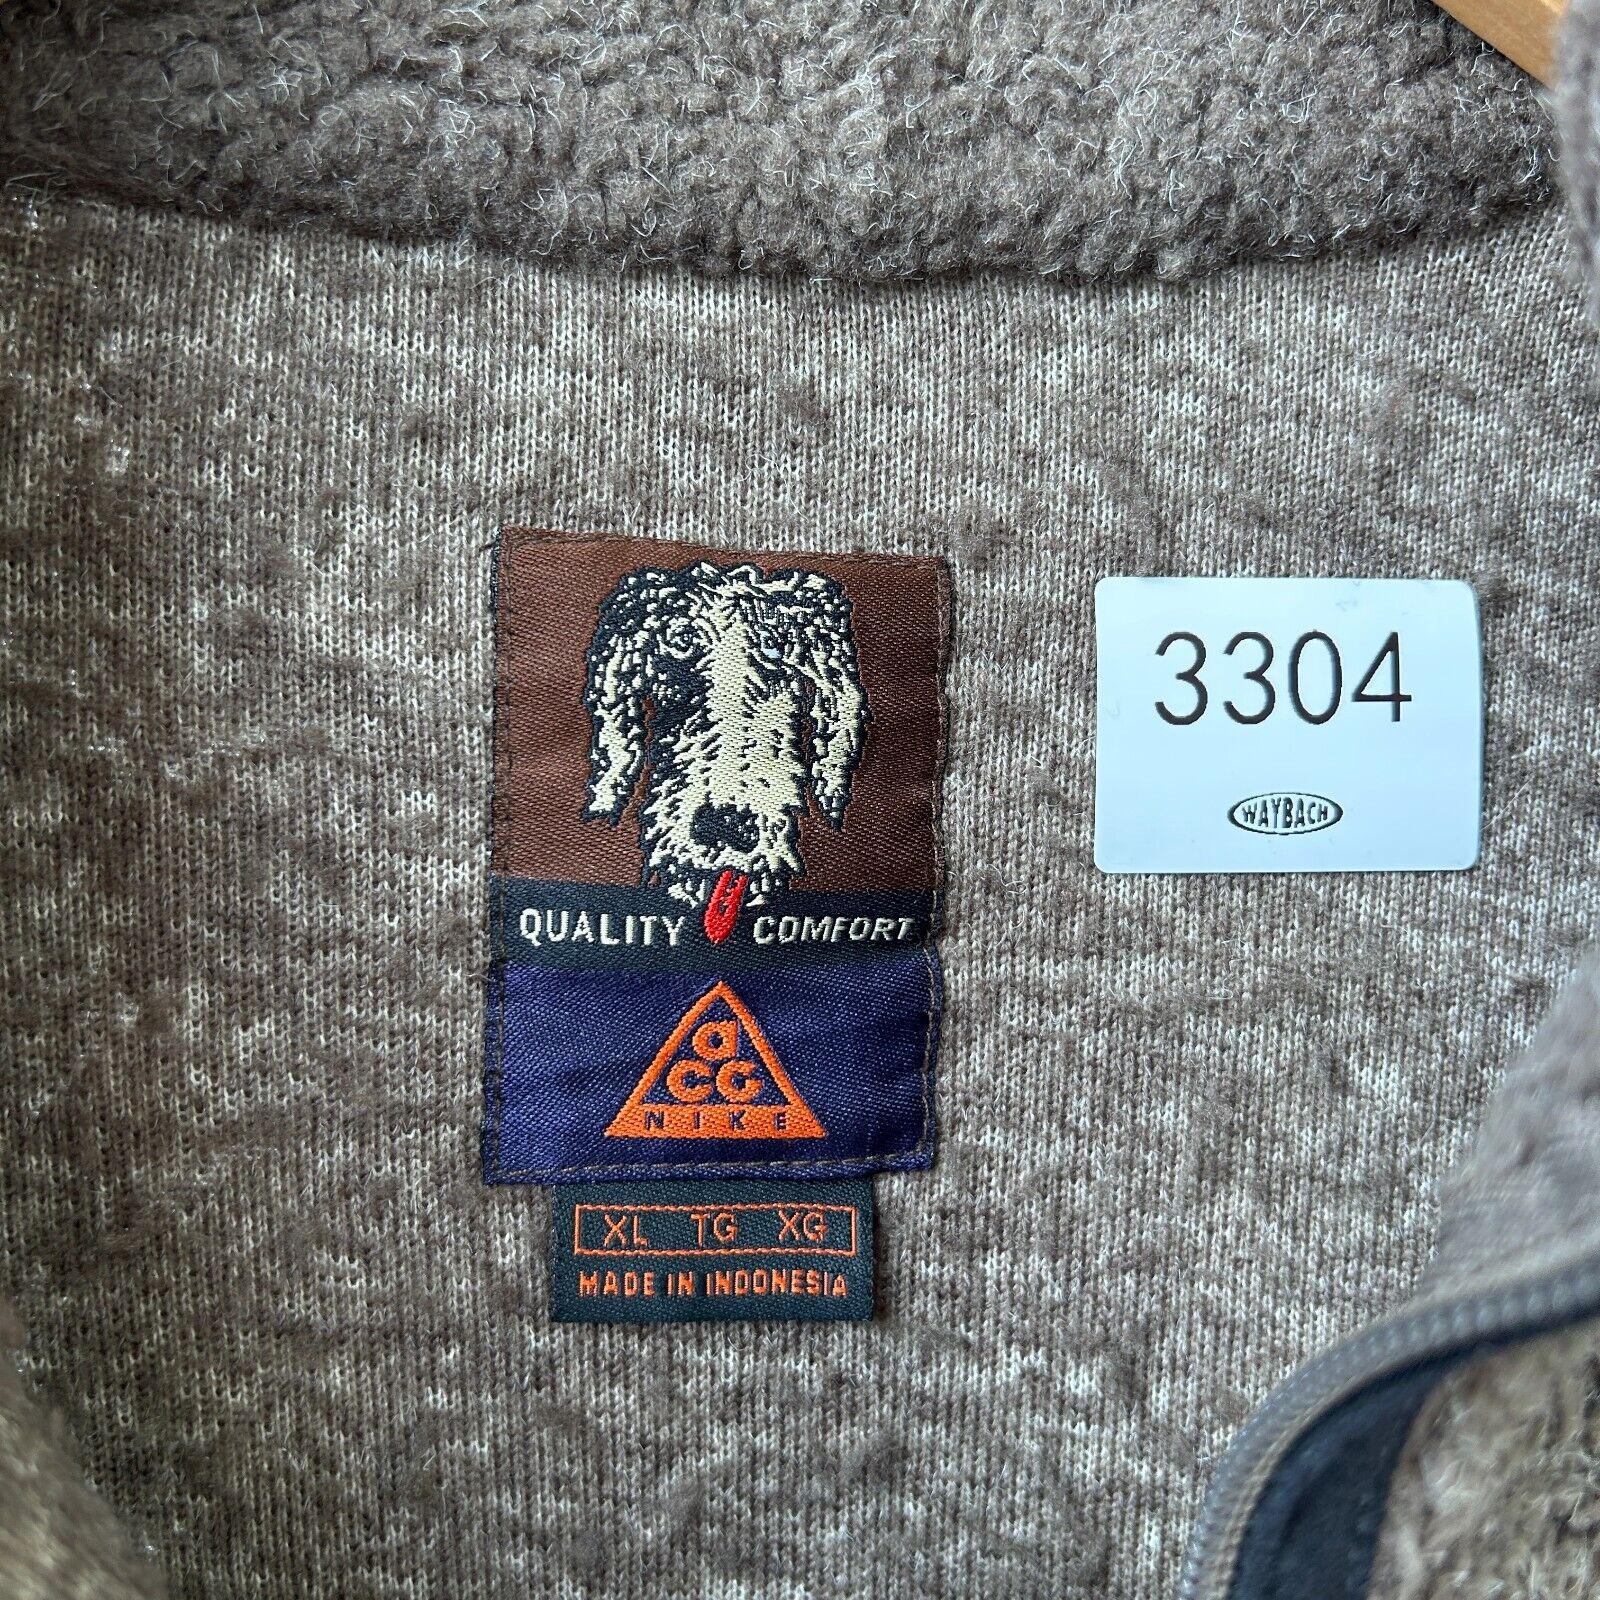 3304
WAYBACH
QUALITY COMFORT
aCG
NIKE
XL TG XG
MADE IN INDONESIA